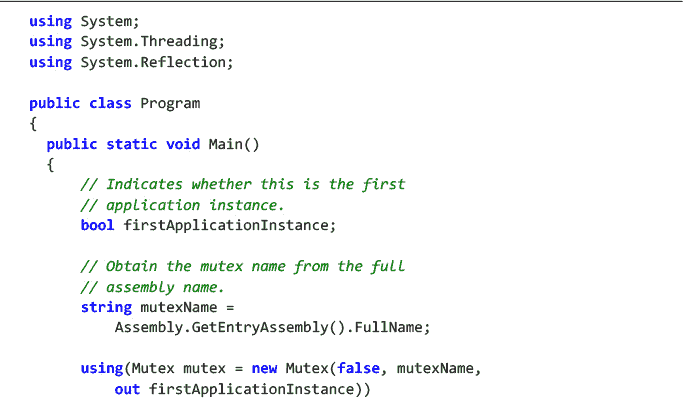 using System;
using System.Threading;
using System.Reflection;
public class Program
{
public static void Main()
{
// Indicates whether this is the first
// application instance.
bool firstApplicationInstance;
// Obtain the mutex name from the full
// assembly name.
string mutexName =
Assembly.GetEntryAssembly().FullName;
using(Mutex mutex = new Mutex(false, mutexName,
out firstApplicationInstance))